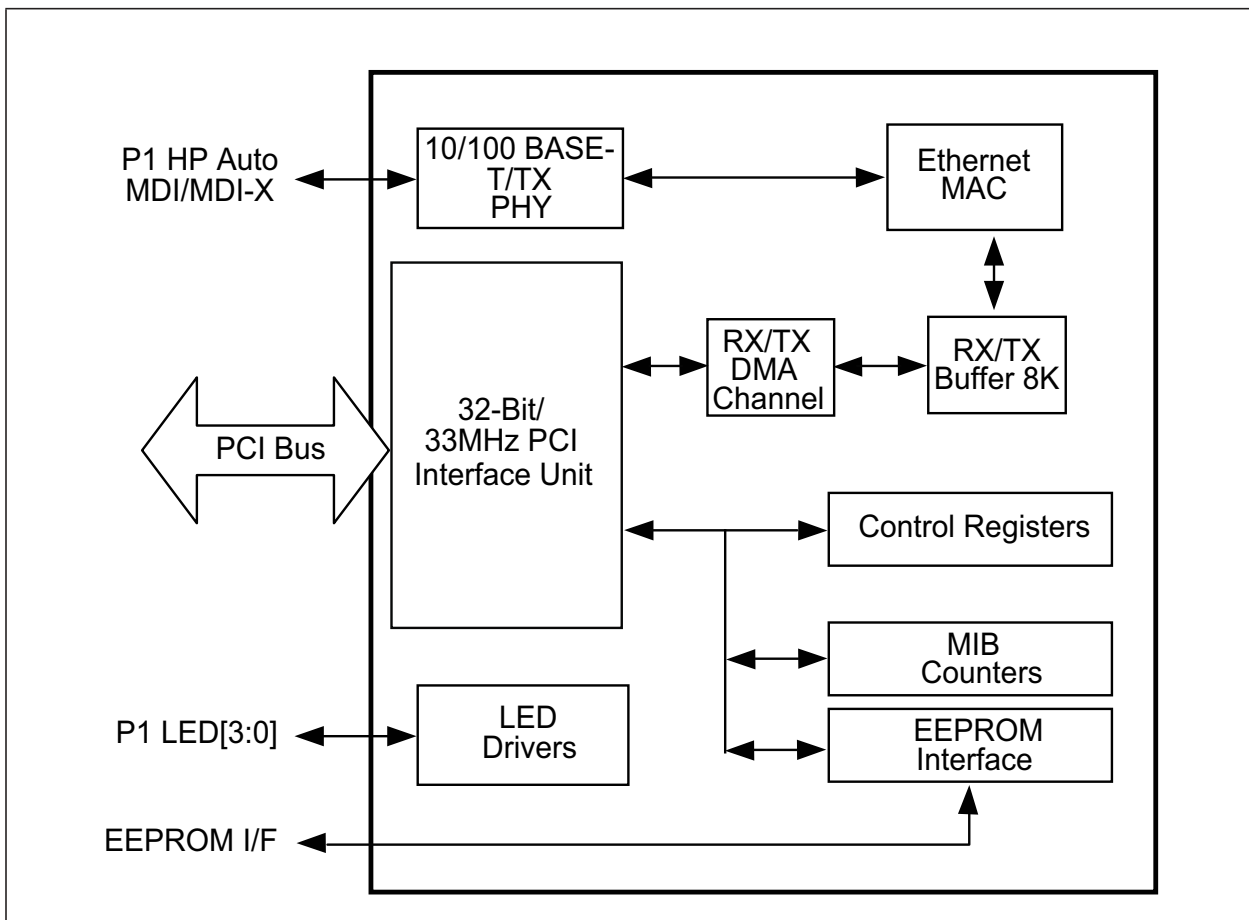 P1 HP Auto
MDI/MDI-X
10/100 BASE-
T/TX
PHY
Ethernet
MAC
RX/TX
DMA
Channel
RX/TX
Buffer 8K
PCI Bus
32-Bit/
33MHz PCI
Interface Unit
Control Registers
MIB
Counters
P1 LED[3:0]
LED
Drivers
EEPROM
Interface
EEPROM I/F